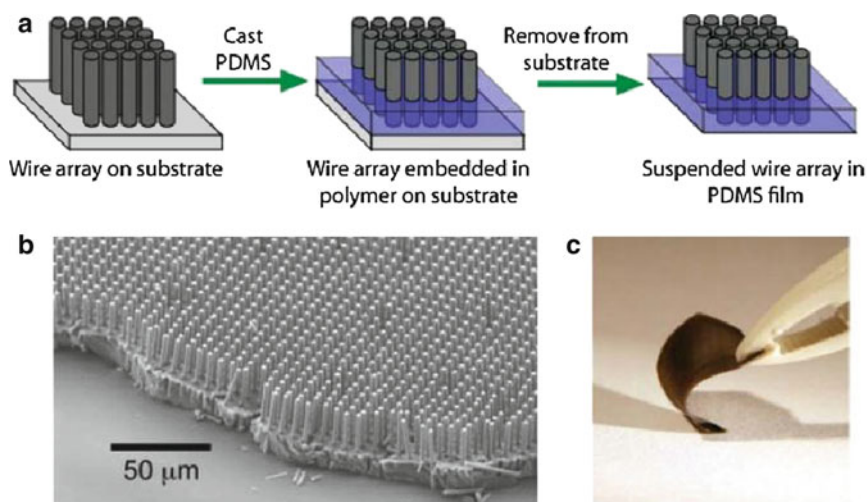 a
Cast
PDMS
Remove from
substrate
Wire array on substrate
Wire array embedded in
polymer on substrate
Suspended wire array in
PDMS film
b
50 μm
c